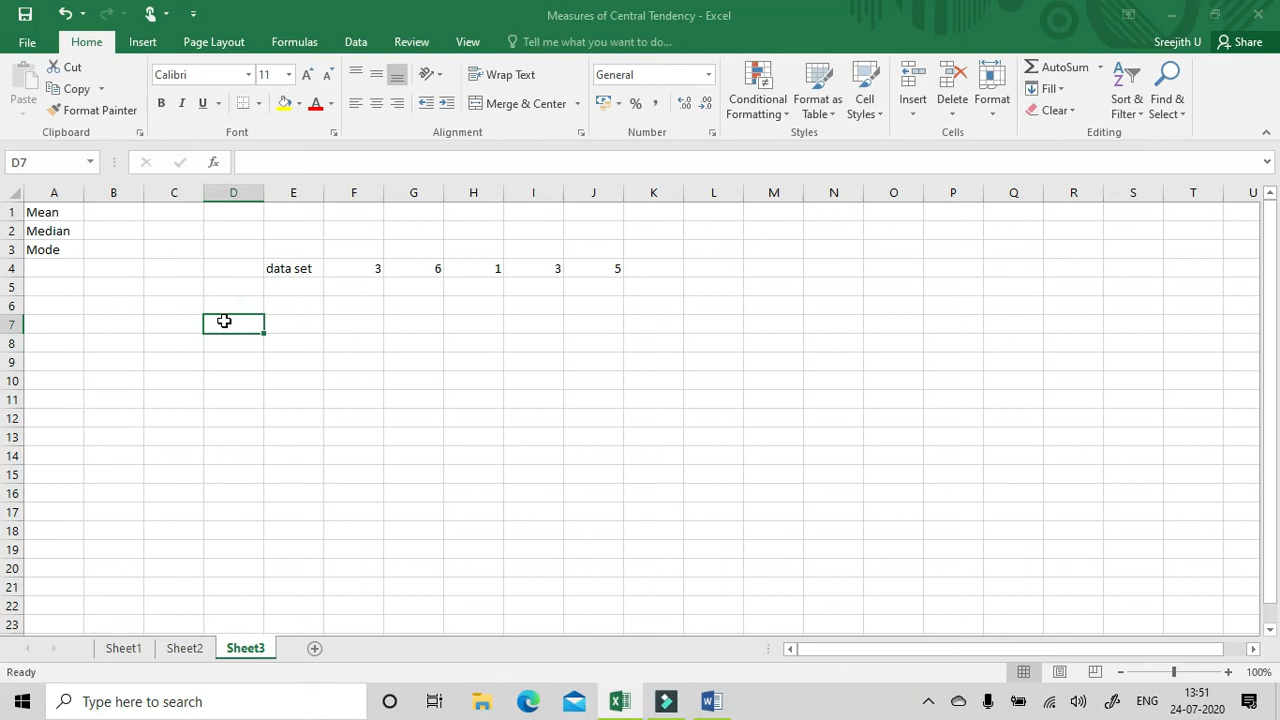 Measures of Central Tendency - Excel
File Home Insert Page Layout Formulas Data Review View Tell me what you want to do... Sreejith U Share
Paste Cut Copy Format Painter Clipboard
Calibri 11 B I U A Font
Wrap Text Merge & Center Alignment
General % , Number
Conditional Formatting Format as Table Cell Styles Styles
Insert Delete Format Cells
AutoSum Fill Clear Sort & Filter Find & Select Editing
D7 fx
A B C D E F G H I J K L M N O P Q R S T U
1 Mean
2 Median
3 Mode
4 data set 3 6 1 3 5
5
6
7
8
9
10
11
12
13
14
15
16
17
18
19
20
21
22
23
Sheet1 Sheet2 Sheet3
Ready 100%
Type here to search ENG 13:51
24-07-2020